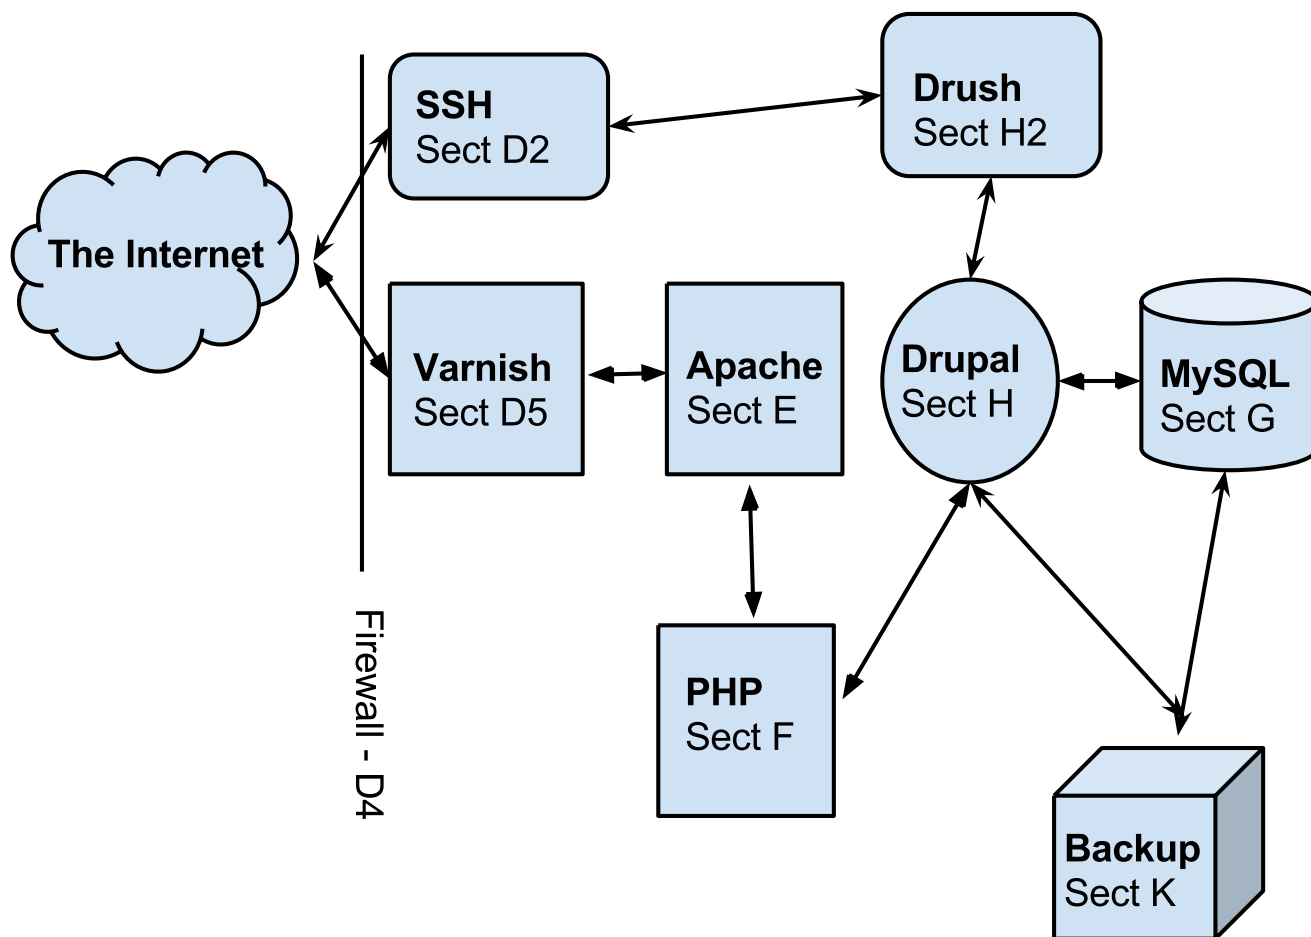 SSH
Sect D2
Drush
Sect H2
The Internet
Varnish
Sect D5
Apache
Sect E
Drupal
Sect H
MySQL
Sect G
Firewall - D4
PHP
Sect F
Backup
Sect K